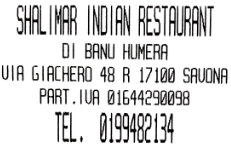 SHALIMAR INDIAN RESTAURANT
DI BANU HUMERA
VIA GIACHERO 48 R 17100 SAVONA
PART.IVA 01644290098
TEL. 0199482134